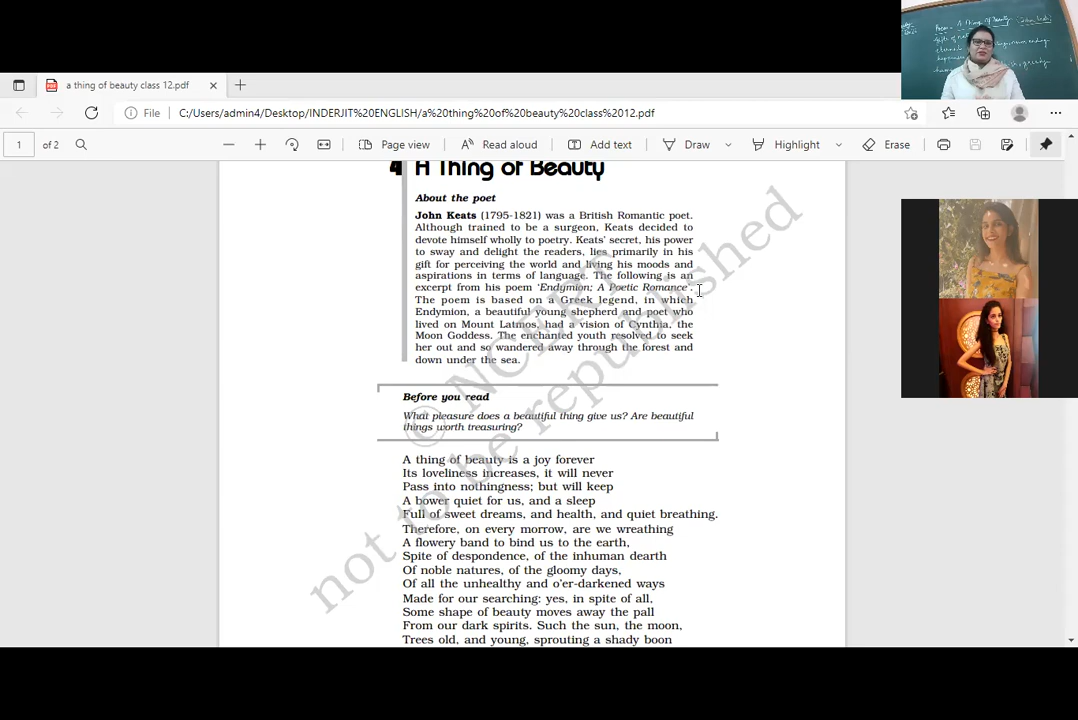 Poem - A Thing Of Beauty (John Keats)
a thing of beauty class 12.pdf
File
C:/Users/admin4/Desktop/INDERJIT%20ENGLISH/a%20thing%20of%20beauty%20class%2012.pdf
1 of 2
Page view
Read aloud
Add text
Draw
Highlight
Erase
4 A Thing of Beauty
About the poet
John Keats (1795-1821) was a British Romantic poet.
Although trained to be a surgeon, Keats decided to
devote himself wholly to poetry. Keats' secret, his power
to sway and delight the readers, lies primarily in his
gift for perceiving the world and living his moods and
aspirations in terms of language. The following is an
excerpt from his poem 'Endymion; A Poetic Romance'.
The poem is based on a Greek legend, in which
Endymion, a beautiful young shepherd and poet who
lived on Mount Latmos, had a vision of Cynthia, the
Moon Goddess. The enchanted youth resolved to seek
her out and so wandered away through the forest and
down under the sea.
Before you read
What pleasure does a beautiful thing give us? Are beautiful
things worth treasuring?
A thing of beauty is a joy forever
Its loveliness increases, it will never
Pass into nothingness; but will keep
A bower quiet for us, and a sleep
Full of sweet dreams, and health, and quiet breathing.
Therefore, on every morrow, are we wreathing
A flowery band to bind us to the earth,
Spite of despondence, of the inhuman dearth
Of noble natures, of the gloomy days,
Of all the unhealthy and o'er-darkened ways
Made for our searching: yes, in spite of all,
Some shape of beauty moves away the pall
From our dark spirits. Such the sun, the moon,
Trees old, and young, sprouting a shady boon
© NCERT
not to be republished